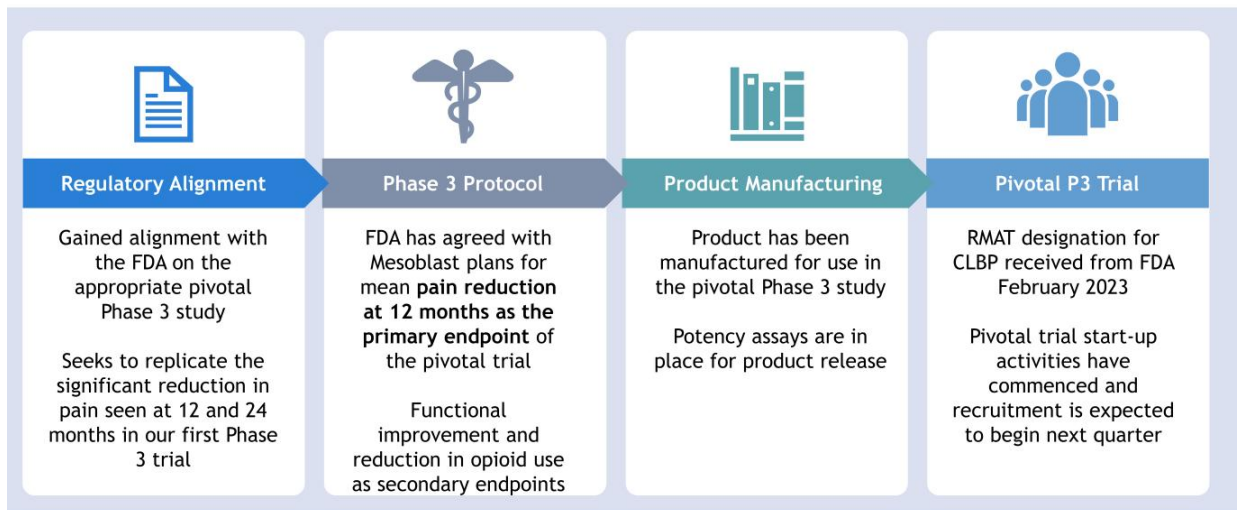 Regulatory Alignment
Gained alignment with
the FDA on the
appropriate pivotal
Phase 3 study
Seeks to replicate the
significant reduction in
pain seen at 12 and 24
months in our first Phase
3 trial
Phase 3 Protocol
FDA has agreed with
Mesoblast plans for
mean pain reduction
at 12 months as the
primary endpoint of
the pivotal trial
Functional
improvement and
reduction in opioid use
as secondary endpoints
Product Manufacturing
Product has been
manufactured for use in
the pivotal Phase 3 study
Potency assays are in
place for product release
Pivotal P3 Trial
RMAT designation for
CLBP received from FDA
February 2023
Pivotal trial start-up
activities have
commenced and
recruitment is expected
to begin next quarter